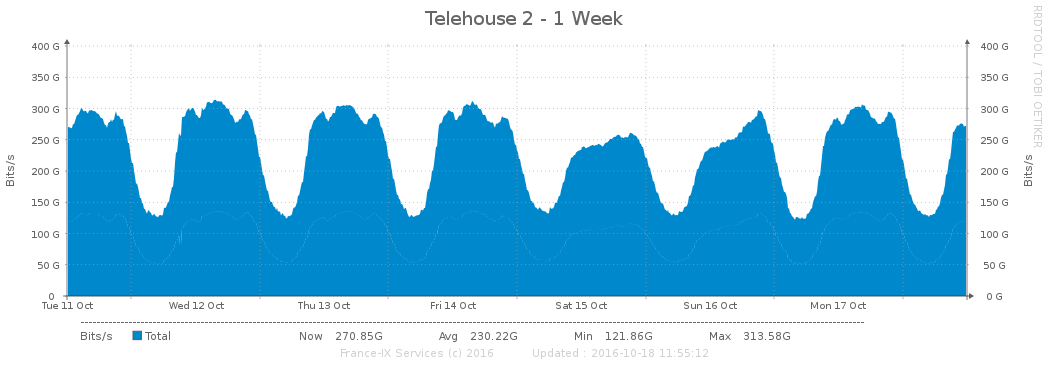 Telehouse 2 - 1 Week
RRDTOOL / TOBI OETIKER
Bits/s
400 G 400 G
350 G 350 G
300 G 300 G
250 G 250 G
200 G 200 G
150 G 150 G
100 G 100 G
50 G 50 G
0 0 G
Bits/s
Tue 11 Oct Wed 12 Oct Thu 13 Oct Fri 14 Oct Sat 15 Oct Sun 16 Oct Mon 17 Oct
Bits/s Total Now 270.85G Avg 230.22G Min 121.86G Max 313.58G
France-IX Services (c) 2016 Updated : 2016-10-18 11:55:12